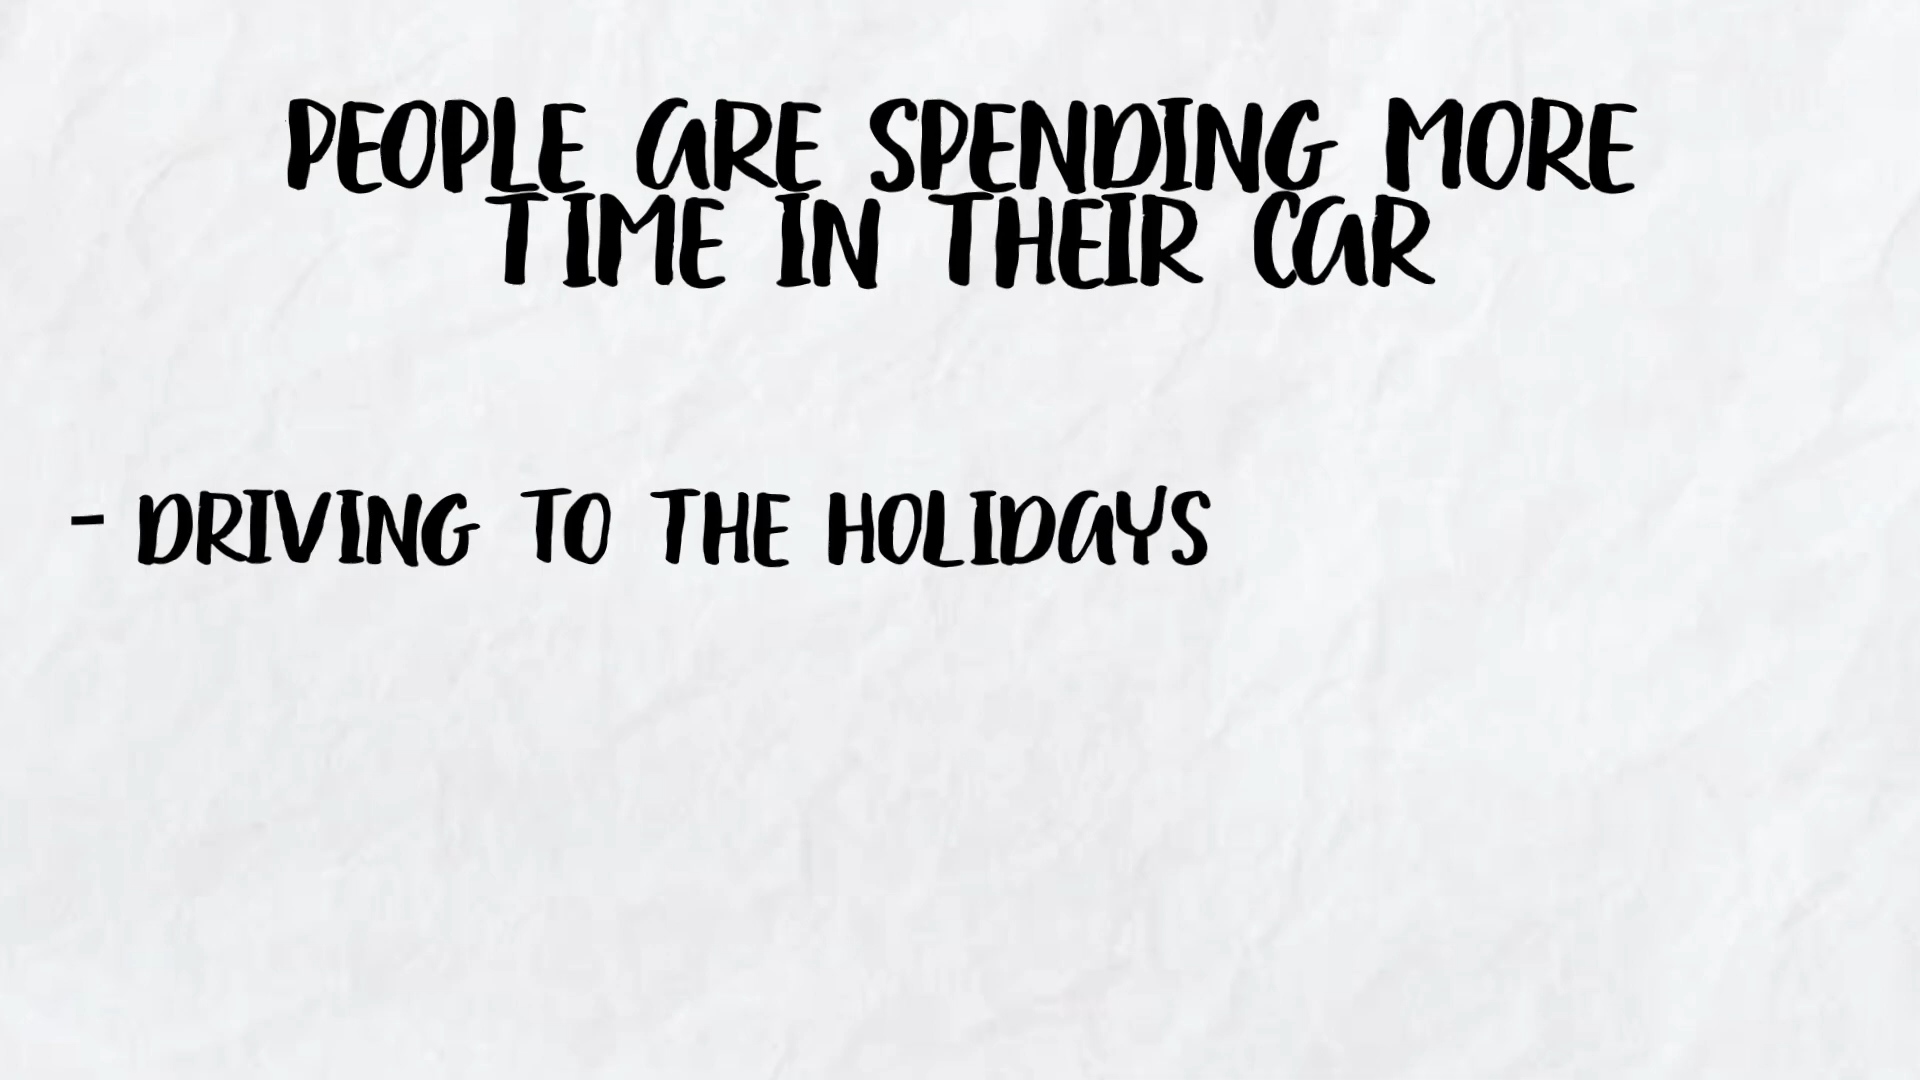 PEOPLE ARE SPENDING MORE
TIME IN THEIR CAR
- DRIVING TO THE HOLIDAYS